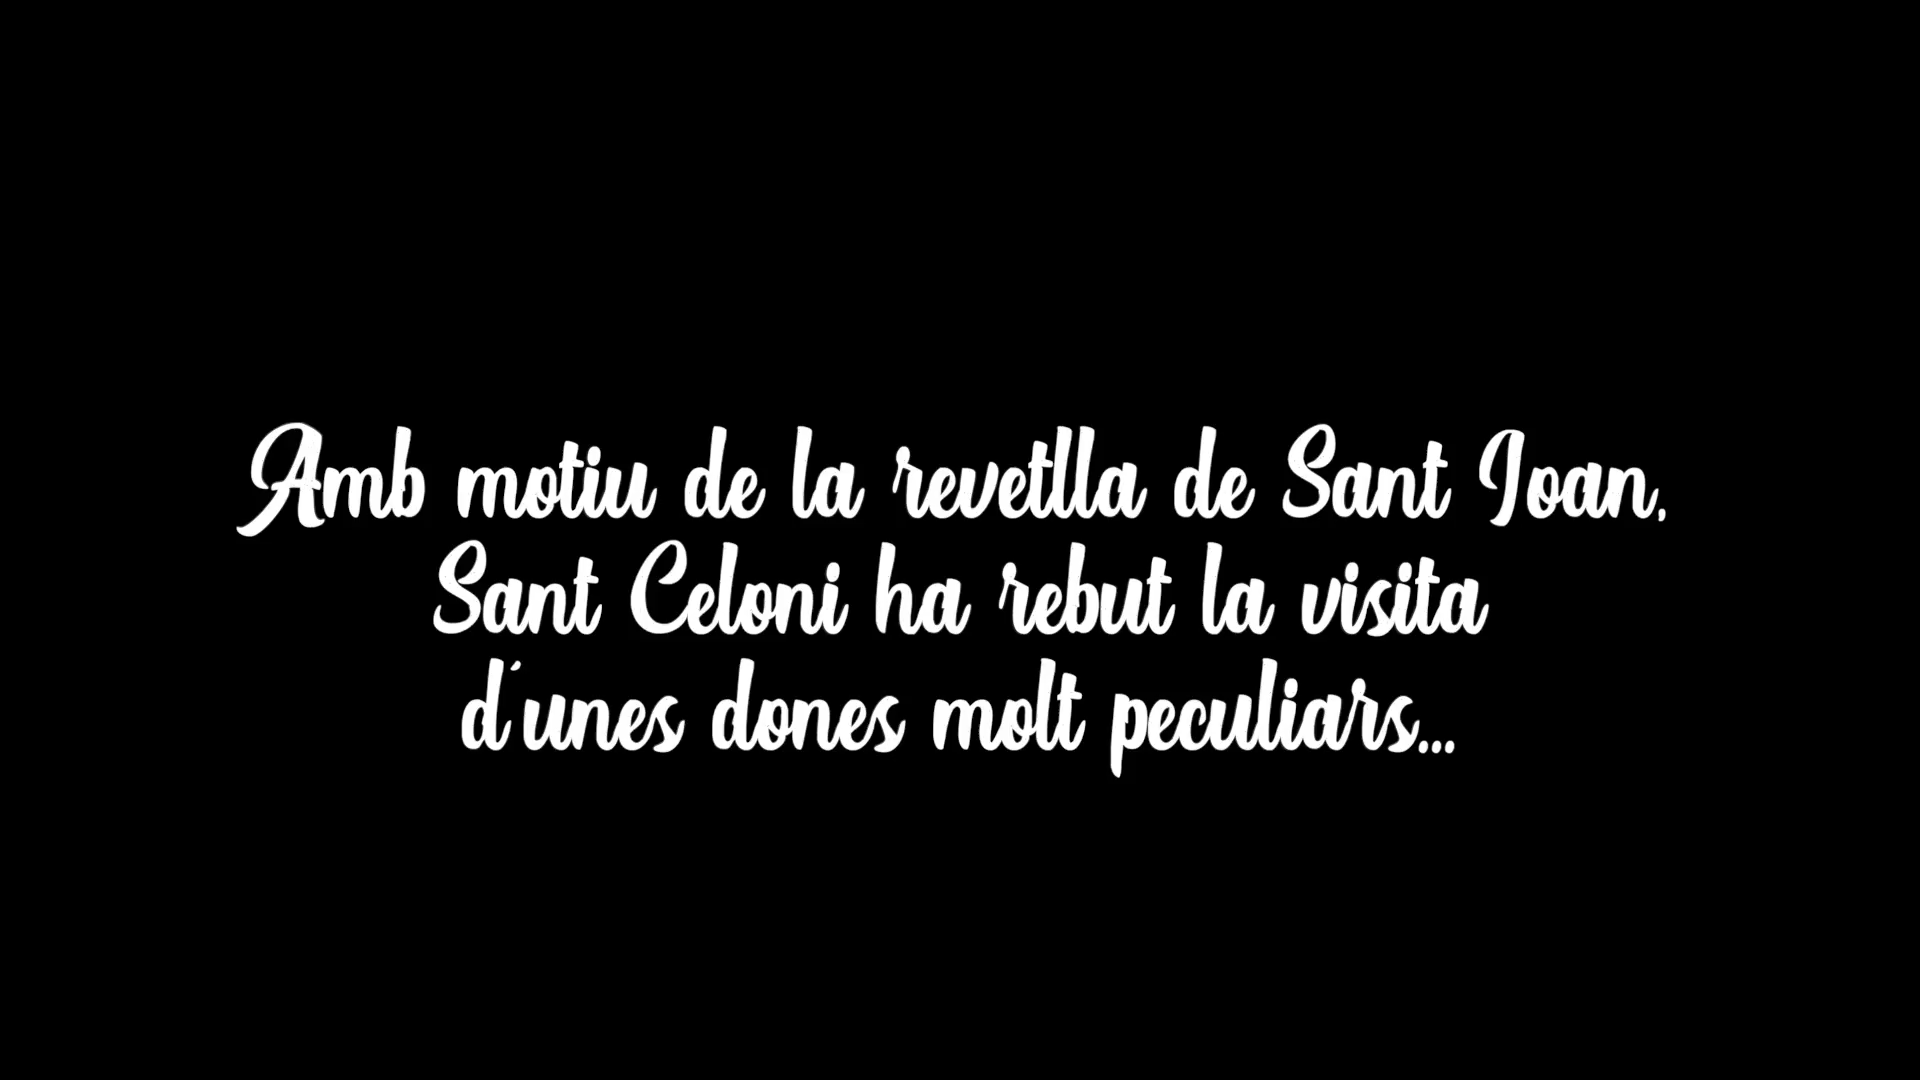 Amb motiu de la revetlla de Sant Joan,
Sant Celoni ha rebut la visita
d'unes dones molt peculiars...